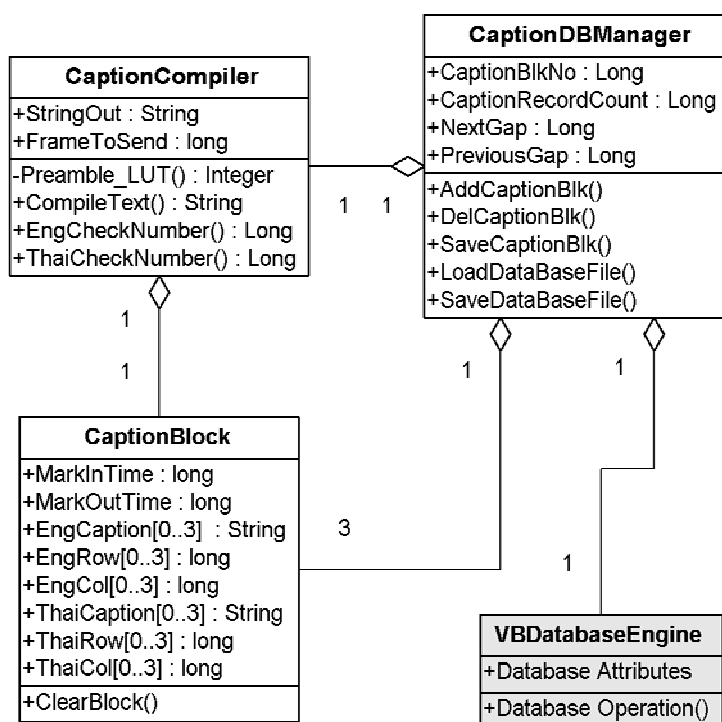 CaptionCompiler
+StringOut : String
+FrameToSend : long
-Preamble_LUT() : Integer
+CompileText() : String
+EngCheckNumber() : Long
+ThaiCheckNumber() : Long
CaptionDBManager
+CaptionBlkNo : Long
+CaptionRecordCount : Long
+NextGap : Long
+PreviousGap : Long
+AddCaptionBlk()
+DelCaptionBlk()
+SaveCaptionBlk()
+LoadDataBaseFile()
+SaveDataBaseFile()
1 1
1
1
1
3
1
1
CaptionBlock
+MarkInTime : long
+MarkOutTime : long
+EngCaption[0..3] : String
+EngRow[0..3] : long
+EngCol[0..3] : long
+ThaiCaption[0..3] : String
+ThaiRow[0..3] : long
+ThaiCol[0..3] : long
+ClearBlock()
VBDatabaseEngine
+Database Attributes
+Database Operation()